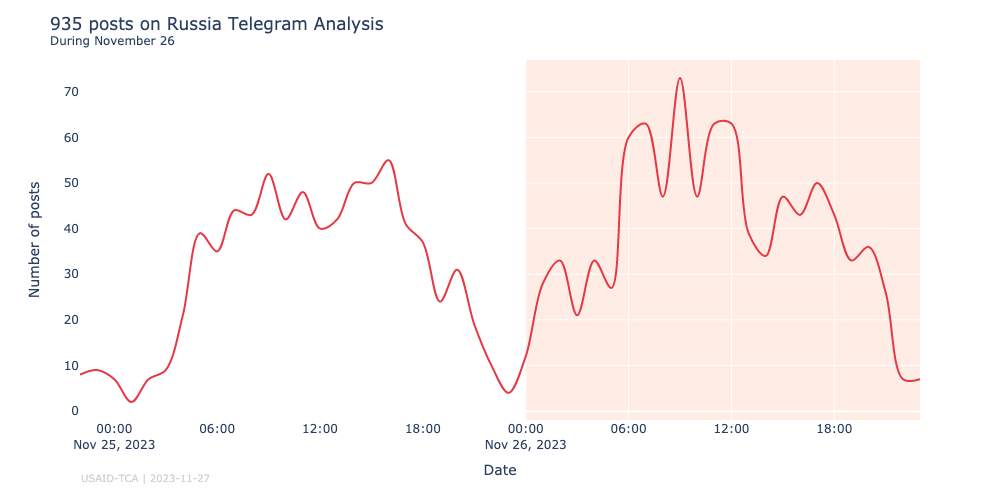 935 posts on Russia Telegram Analysis
During November 26
Number of posts
70
60
50
40
30
20
10
0
00:00 06:00 12:00 18:00 00:00 06:00 12:00 18:00
Nov 25, 2023 Nov 26, 2023
Date
USAID-TCA | 2023-11-27